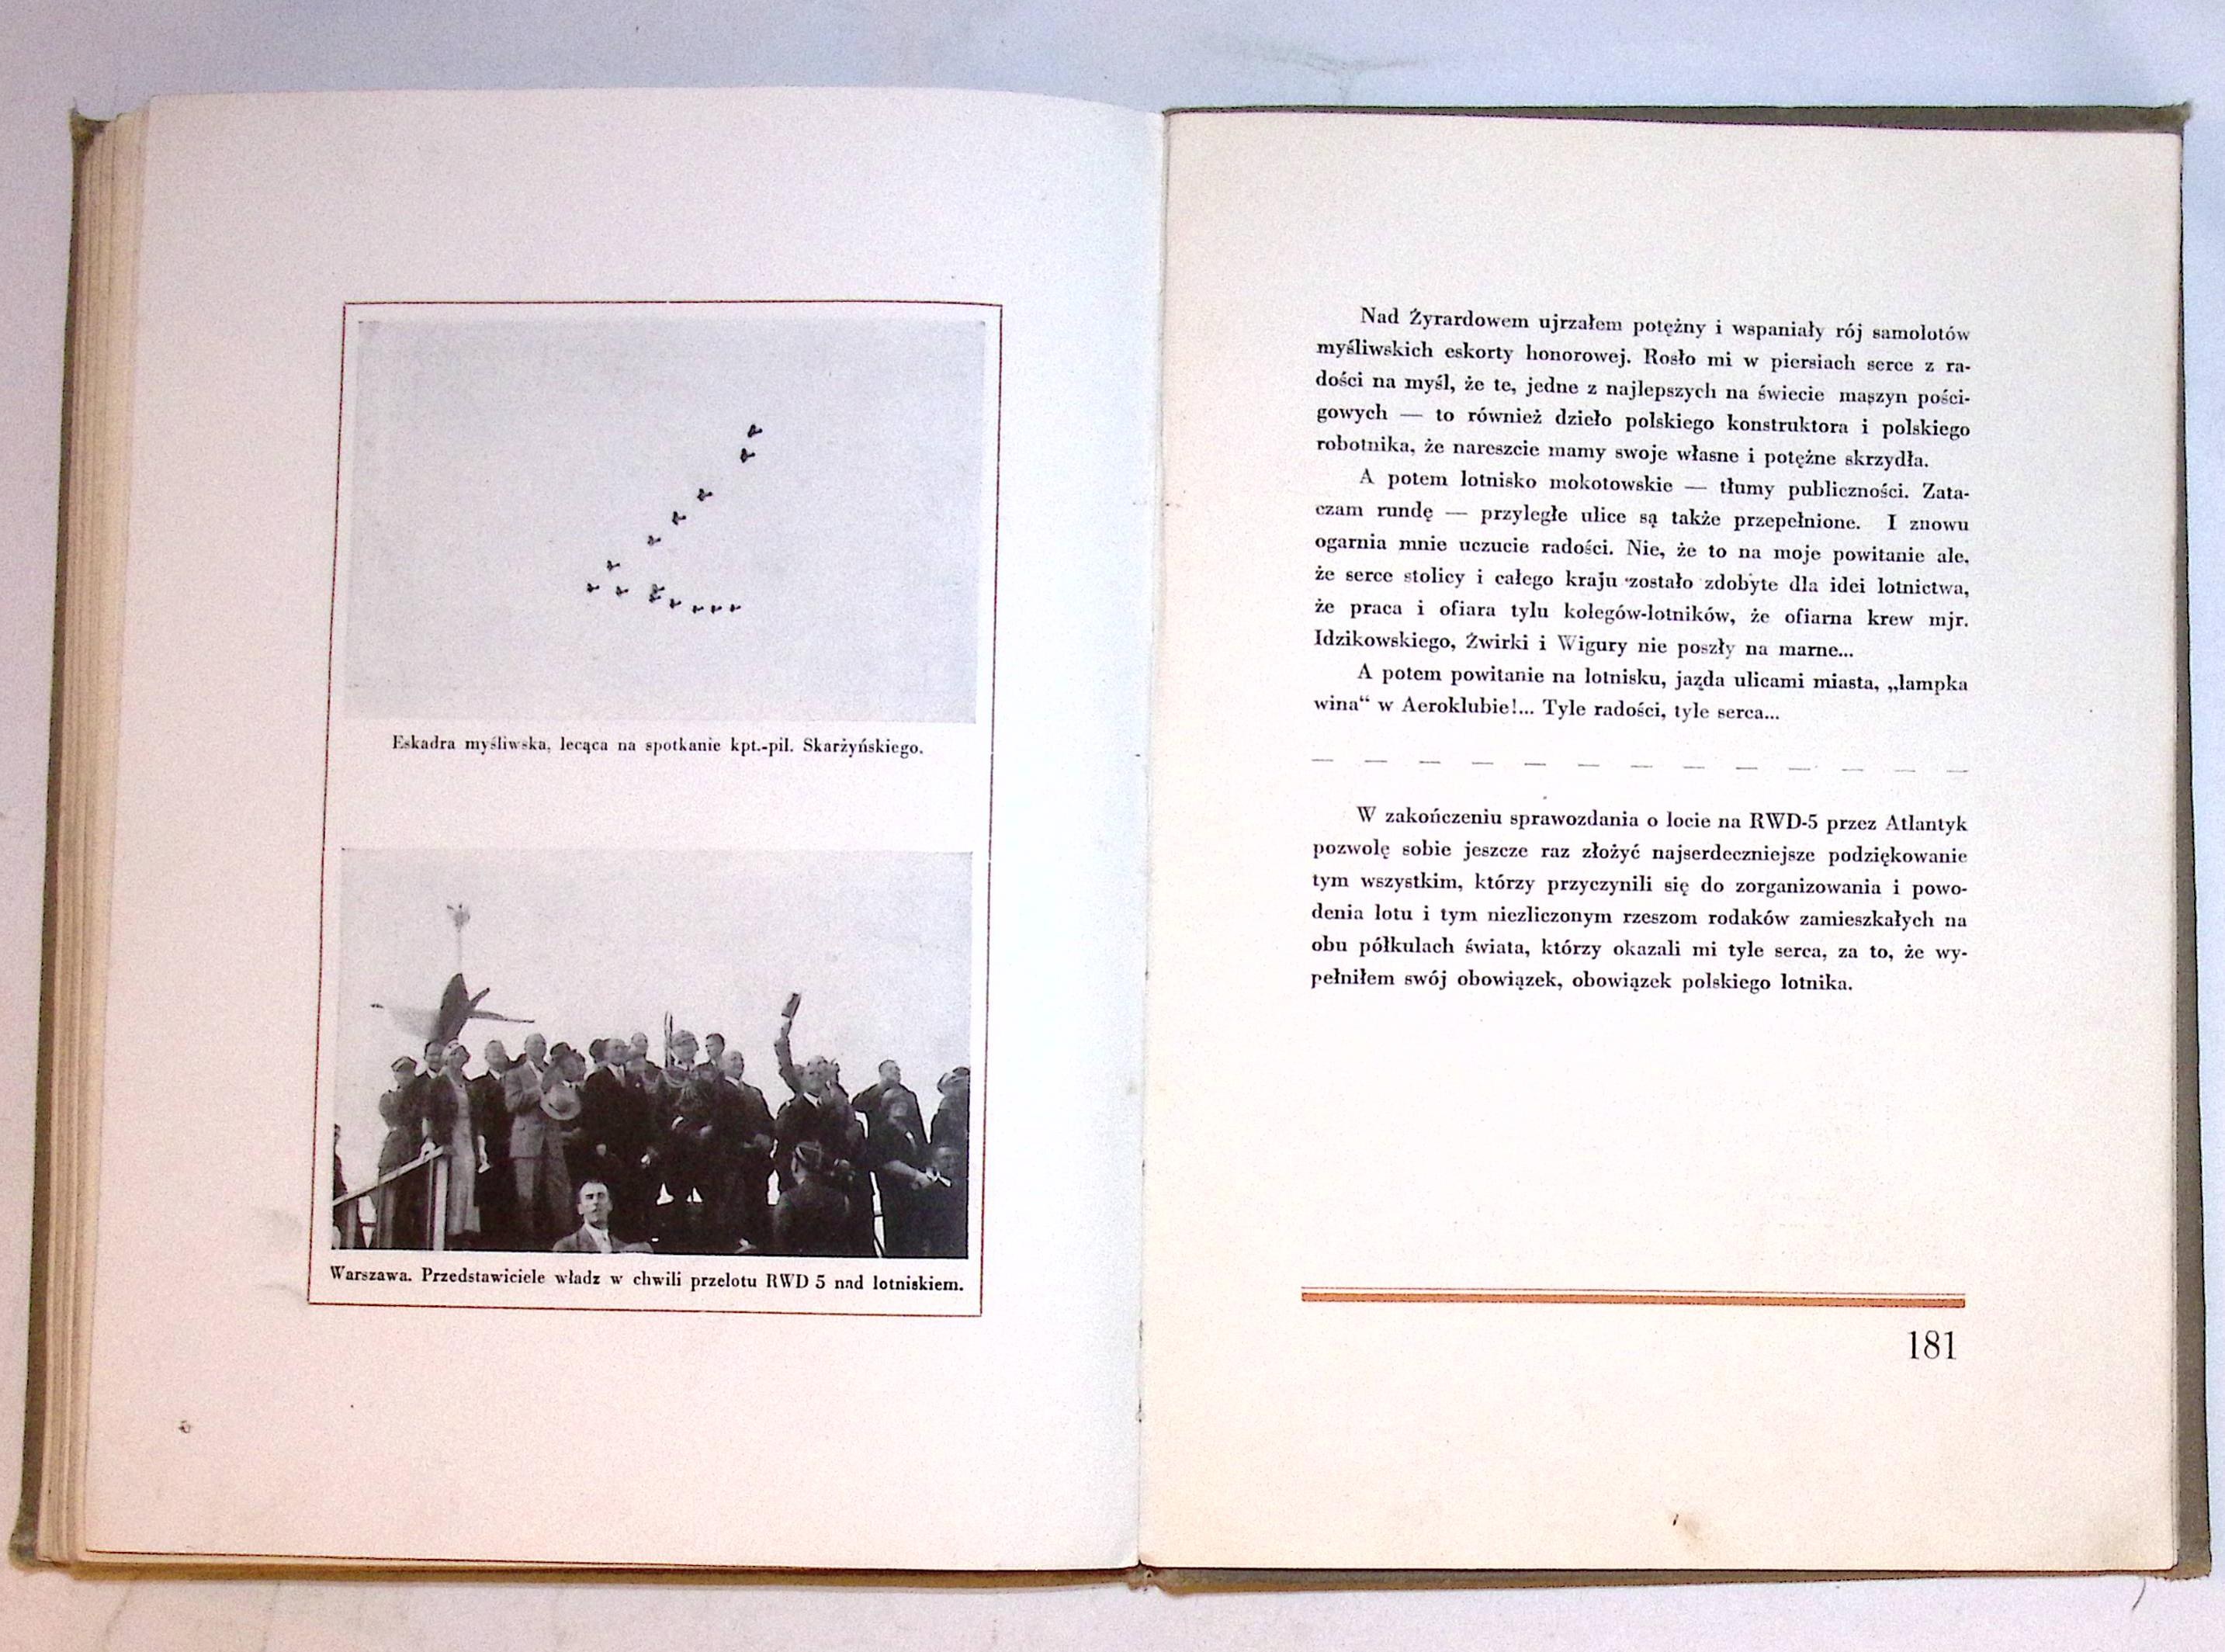 Eskadra myśliwska, lecąca na spotkanie kpt.-pil. Skarżyńskiego.
Warszawa. Przedstawiciele władz w chwili przelotu RWD 5 nad lotniskiem.
Nad Żyrardowem ujrzałem potężny i wspaniały rój samolotów
myśliwskich eskorty honorowej. Rosło mi w piersiach serce z ra-
dości na myśl, że te, jedne z najlepszych na świecie maszyn pości-
gowych — to również dzieło polskiego konstruktora i polskiego
robotnika, że nareszcie mamy swoje własne i potężne skrzydła.
A potem lotnisko mokotowskie — tłumy publiczności. Zata-
czam rundę — przyległe ulice są także przepełnione. I znowu
ogarnia mnie uczucie radości. Nie, że to na moje powitanie ale,
że serce stolicy i całego kraju zostało zdobyte dla idei lotnictwa,
że praca i ofiara tylu kolegów-lotników, że ofiarna krew mjr.
Idzikowskiego, Żwirki i Wigury nie poszły na marne...
A potem powitanie na lotnisku, jazda ulicami miasta, „lampka
wina“ w Aeroklubie!... Tyle radości, tyle serca...
— — — — — — — — — — — — —
W zakończeniu sprawozdania o locie na RWD-5 przez Atlantyk
pozwolę sobie jeszcze raz złożyć najserdeczniejsze podziękowanie
tym wszystkim, którzy przyczynili się do zorganizowania i powo-
denia lotu i tym niezliczonym rzeszom rodaków zamieszkałych na
obu półkulach świata, którzy okazali mi tyle serca, za to, że wy-
pełniłem swój obowiązek, obowiązek polskiego lotnika.
181